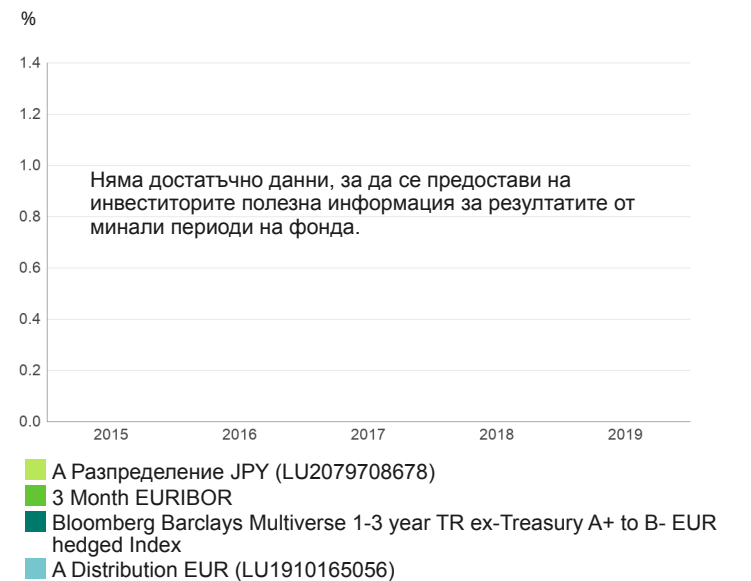 %
1.4
1.2
1.0
Няма достатъчно данни, за да се предостави на
инвеститорите полезна информация за резултатите от
минали периоди на фонда.
0.8
0.6
0.4
0.2
0.0
2015 2016 2017 2018 2019
А Разпределение JPY (LU2079708678)
3 Month EURIBOR
Bloomberg Barclays Multiverse 1-3 year TR ex-Treasury A+ to B- EUR
hedged Index
A Distribution EUR (LU1910165056)